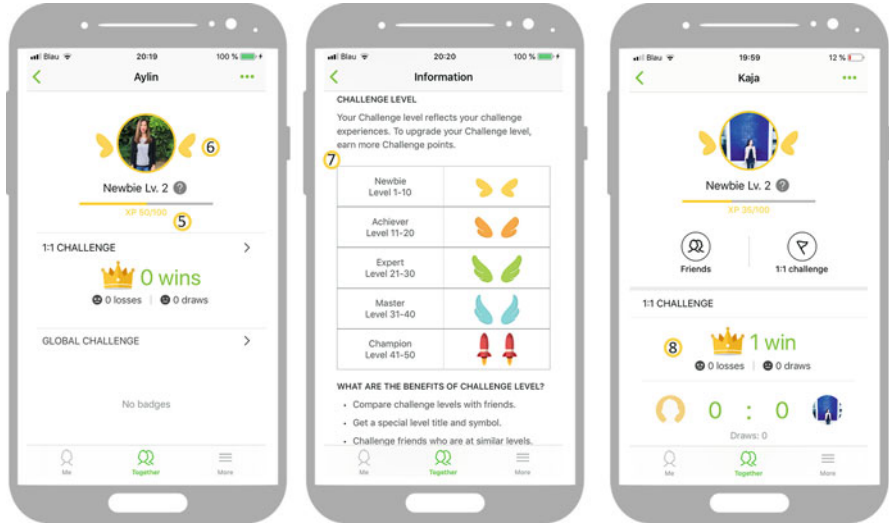 Blau 20:19 100 %
Aylin
6
Newbie Lv. 2 ?
XP 50/100
5
1:1 CHALLENGE
0 wins
0 losses | 0 draws
GLOBAL CHALLENGE
No badges
Me Together More
Blau 20:20 100 %
Information
CHALLENGE LEVEL
Your Challenge level reflects your challenge
experiences. To upgrade your Challenge level,
earn more Challenge points.
7
Newbie
Level 1-10
Achiever
Level 11-20
Expert
Level 21-30
Master
Level 31-40
Champion
Level 41-50
WHAT ARE THE BENEFITS OF CHALLENGE LEVEL?
• Compare challenge levels with friends.
• Get a special level title and symbol.
• Challenge friends who are at similar levels.
Me Together More
Blau 19:59 12 %
Kaja
Newbie Lv. 2 ?
Friends 1:1 challenge
1:1 CHALLENGE
8
1 win
0 losses | 0 draws
0 : 0
Draws: 0
Me Together More